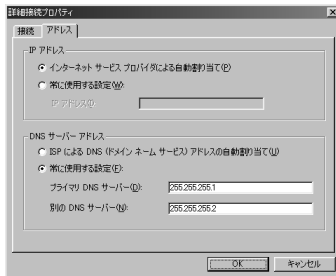 詳細接続プロパティ
接続 アドレス
IP アドレス
インターネット サービス プロバイダによる自動割り当て(P)
常に使用する設定(W):
IP アドレス(I):
DNS サーバー アドレス
ISP による DNS (ドメイン ネーム サービス) アドレスの自動割り当て(U)
常に使用する設定(F):
プライマリ DNS サーバー(D): 255.255.255.1
別の DNS サーバー(N): 255.255.255.2
OK キャンセル